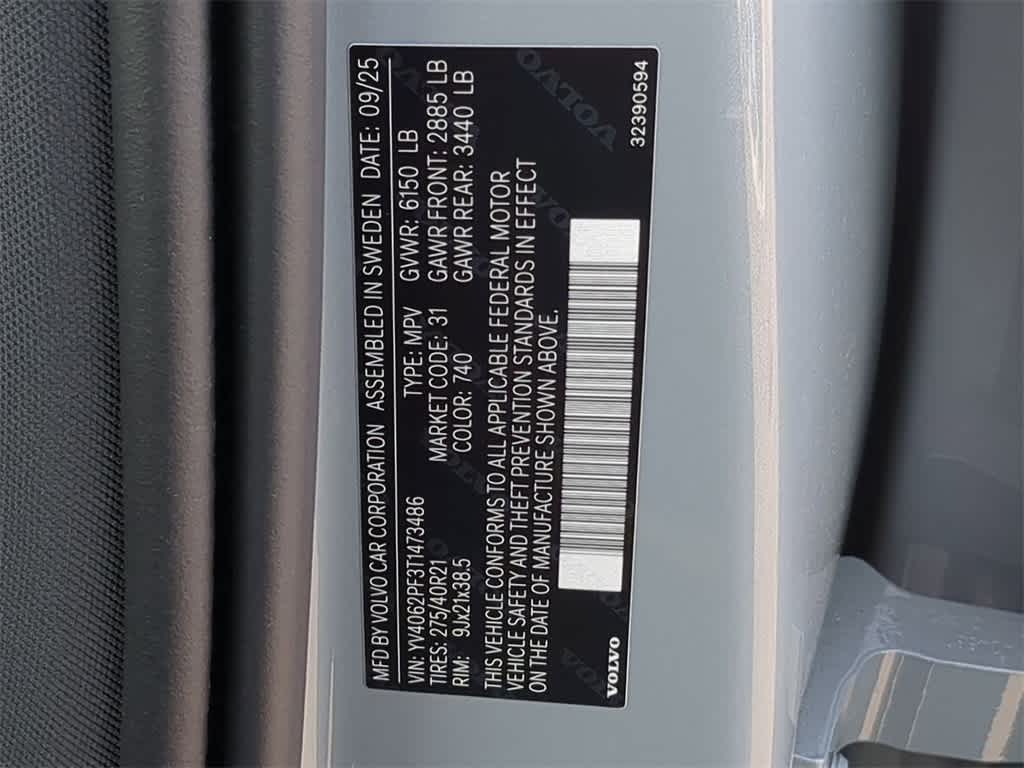 MFD BY VOLVO CAR CORPORATION ASSEMBLED IN SWEDEN DATE: 09/25
VIN: YV4062PF3T1473486 TYPE: MPV GVWR: 6150 LB
TIRES: 275/40R21 MARKET CODE: 31 GAWR FRONT: 2885 LB
RIM: 9Jx21x38.5 COLOR: 740 GAWR REAR: 3440 LB
THIS VEHICLE CONFORMS TO ALL APPLICABLE FEDERAL MOTOR
VEHICLE SAFETY AND THEFT PREVENTION STANDARDS IN EFFECT
ON THE DATE OF MANUFACTURE SHOWN ABOVE.
VOLVO 32390594